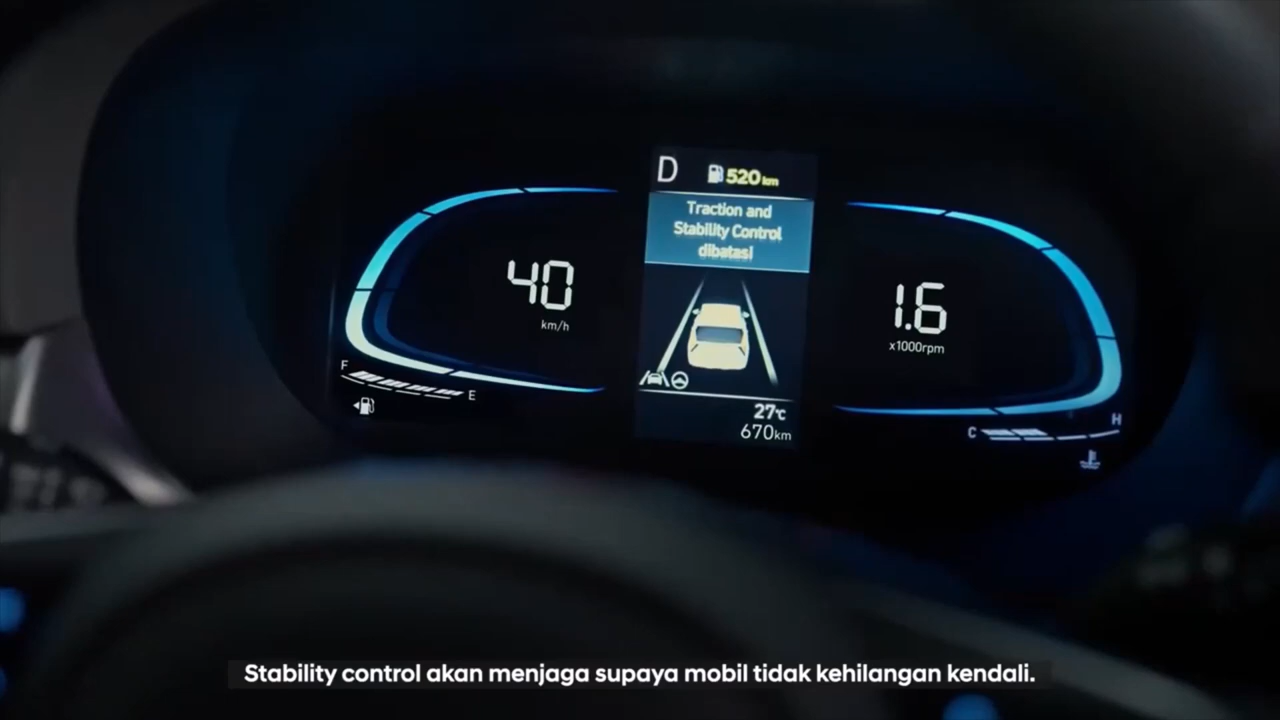 D 520 km
Traction and
Stability Control
dibatasi
40
km/h
1.6
x1000rpm
F
E
27°C
670km
C
H
Stability control akan menjaga supaya mobil tidak kehilangan kendali.